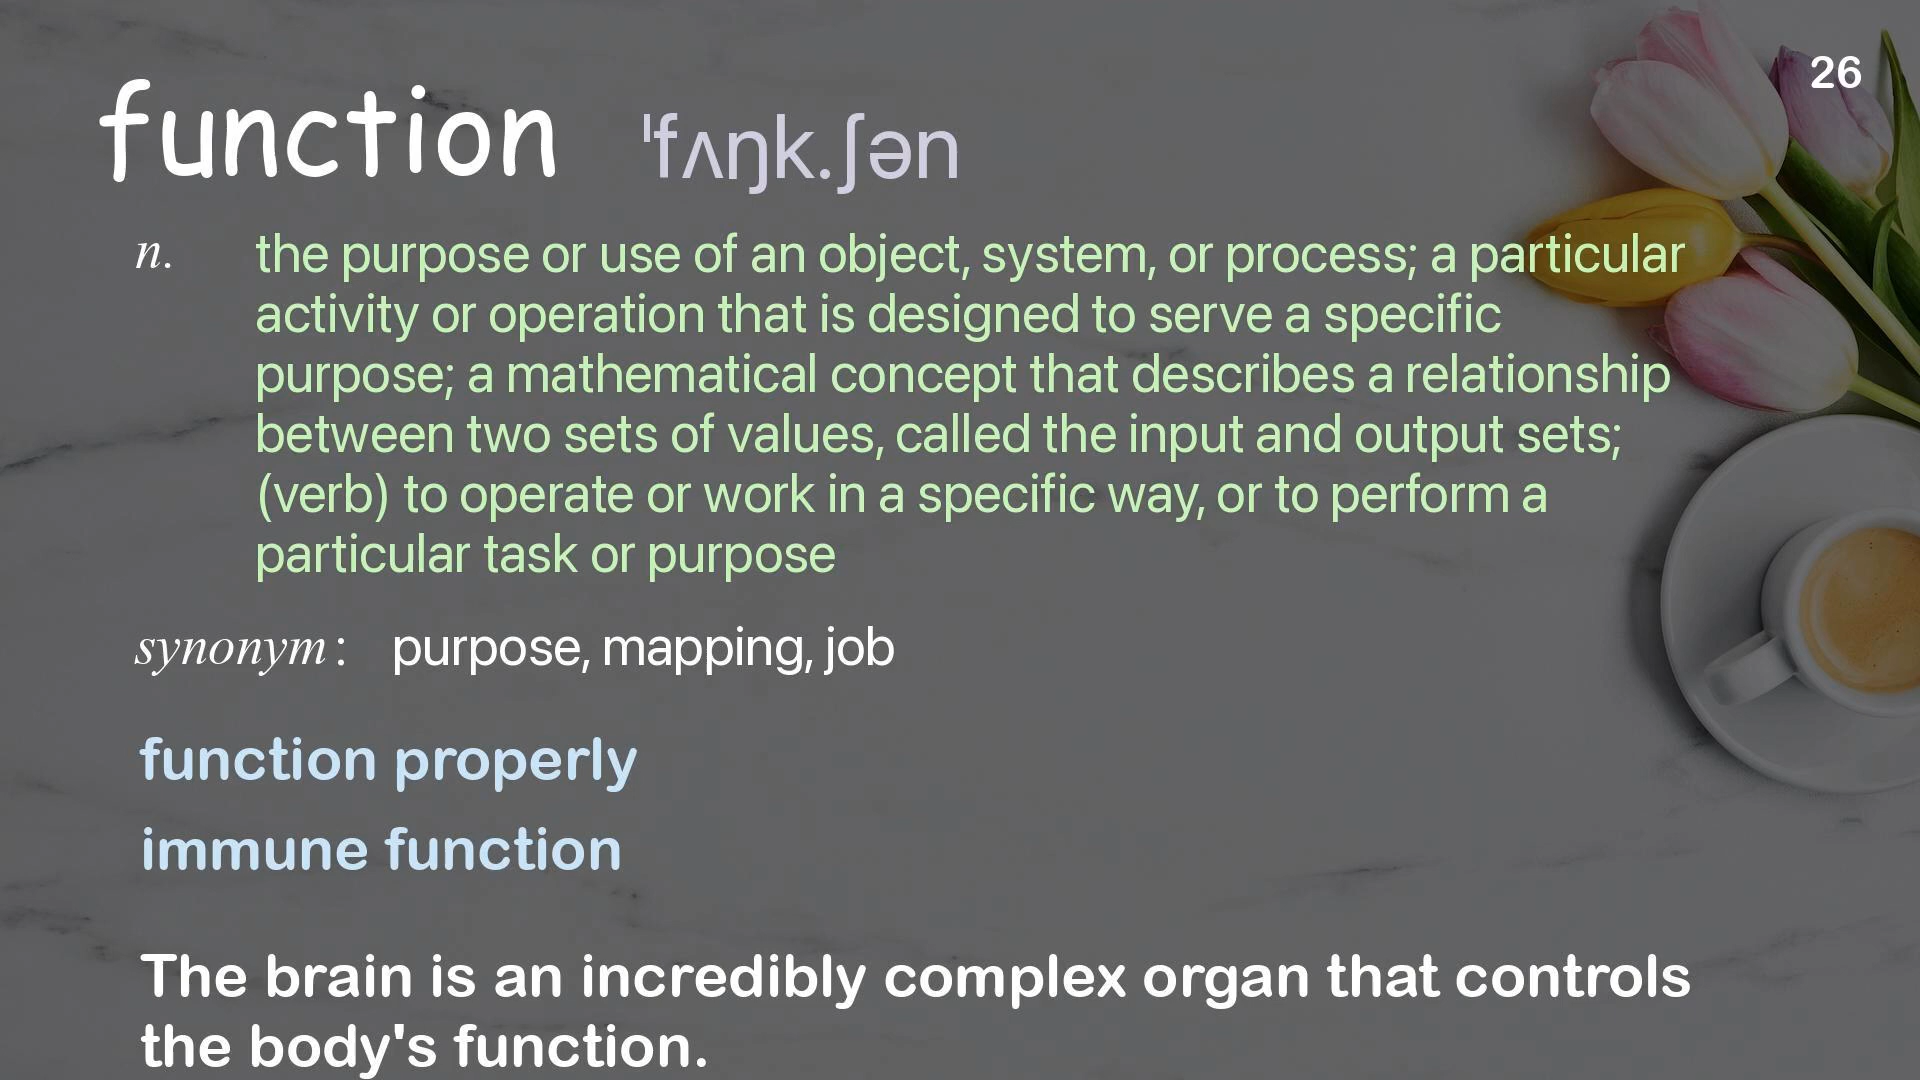 26
function ˈfʌŋk.ʃən
n. the purpose or use of an object, system, or process; a particular
activity or operation that is designed to serve a specific
purpose; a mathematical concept that describes a relationship
between two sets of values, called the input and output sets;
(verb) to operate or work in a specific way, or to perform a
particular task or purpose
synonym: purpose, mapping, job
function properly
immune function
The brain is an incredibly complex organ that controls
the body's function.